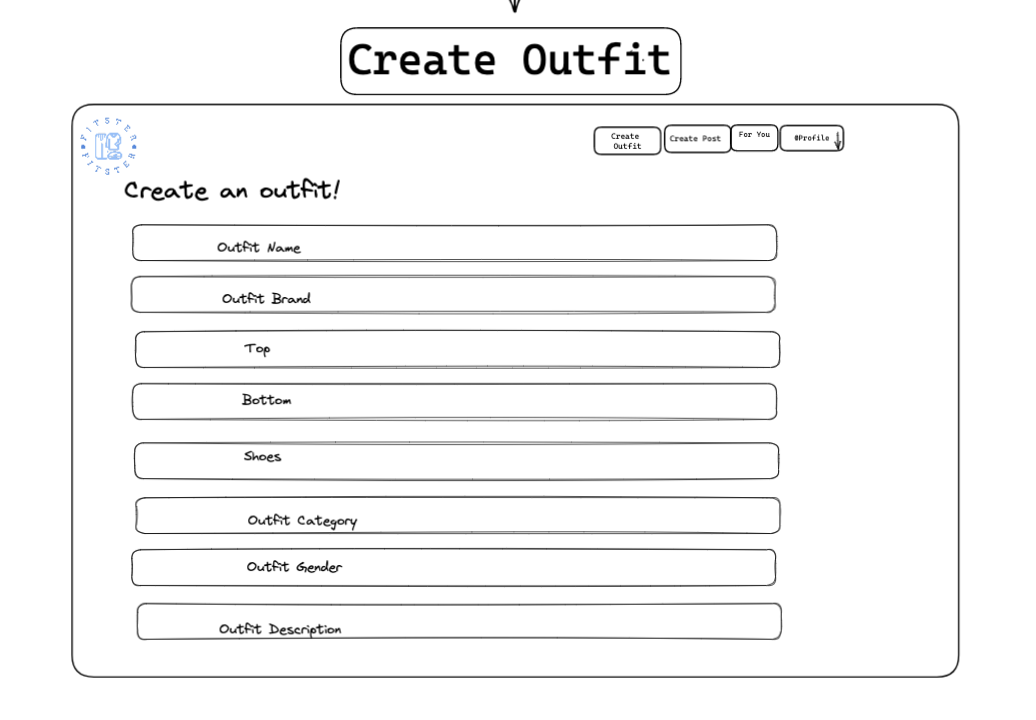 Create Outfit
FITSTER
FITSTER
Create
Outfit
Create Post
For You
@Profile
Create an outfit!
Outfit Name
Outfit Brand
Top
Bottom
Shoes
Outfit Category
Outfit Gender
Outfit Description